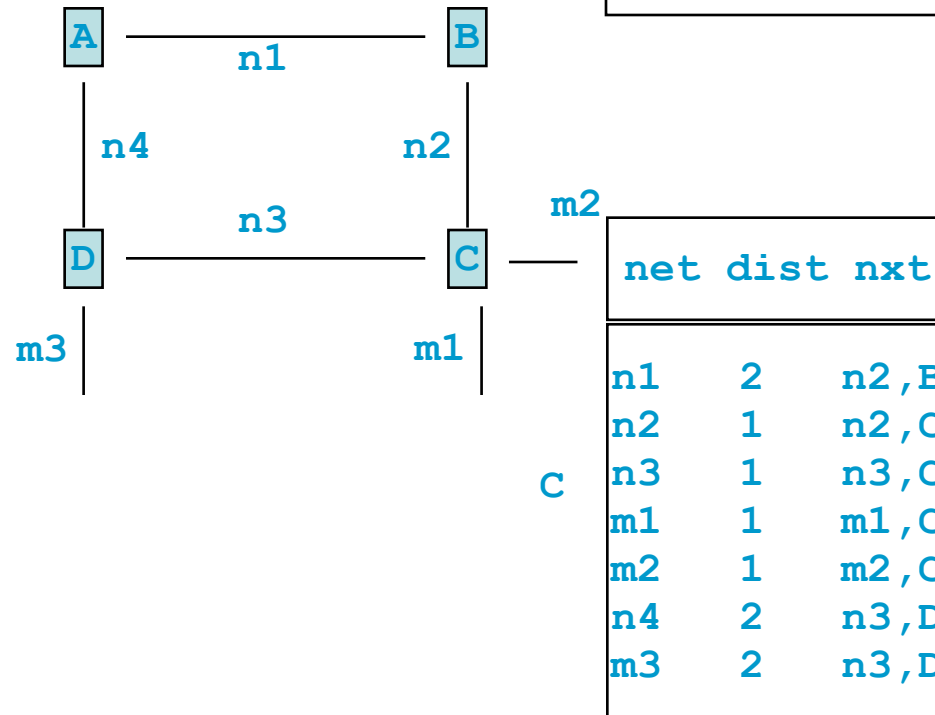 A B
n1
n4 n2
m2
n3
D C
net dist nxt
m3 m1
n1 2 n2,B
n2 1 n2,C
n3 1 n3,C
C
m1 1 m1,C
m2 1 m2,C
n4 2 n3,D
m3 2 n3,D